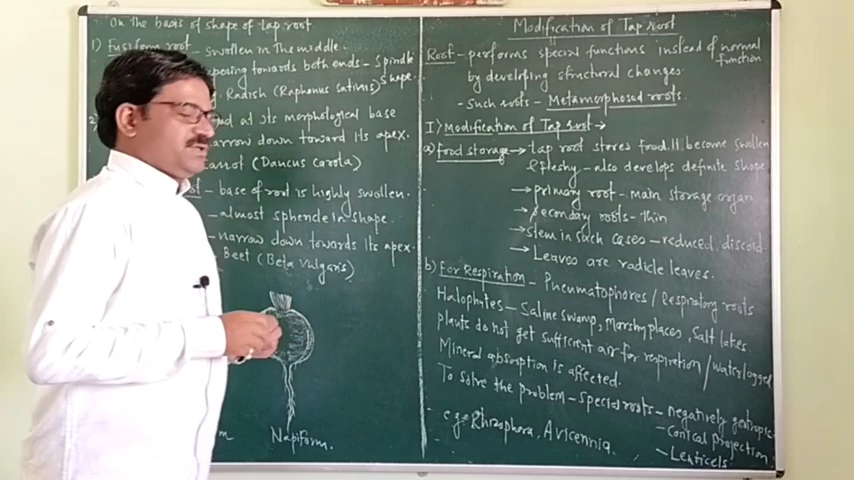 On the basis of shape of tap root
1) Fusiform root - swollen in the middle.
towards both ends - spindle shape.
Radish (Raphanus sativus)
2) at its morphological base
narrow down toward its apex.
(Daucus carota)
- base of root is highly swollen.
- almost sphericle in shape
- narrow down towards its apex.
Beet (Beta vulgaris)
Napiform.
Modification of Tap Root
Root - performs special functions instead of normal function
by developing structural changes.
- Such roots - Metamorphosed roots.
I) Modification of Tap root →
(a) food storage → tap root stores food It become swollen
& fleshy - also develops definite shape
→ primary root - main storage organ
→ Secondary roots - thin
→ Stem in such cases - reduced, discoid.
→ Leaves are radicle leaves.
b) For Respiration - Pneumatophores / Respiratory roots
Halophytes - Saline swamp, Marshy places, Salt lakes.
plants do not get sufficient air for respiration / waterlogged
Mineral absorption is affected.
To solve the problem - Special roots - negatively geotropic
- Conical projection
- Lenticels
e.g. Rhizophora, Avicennia.